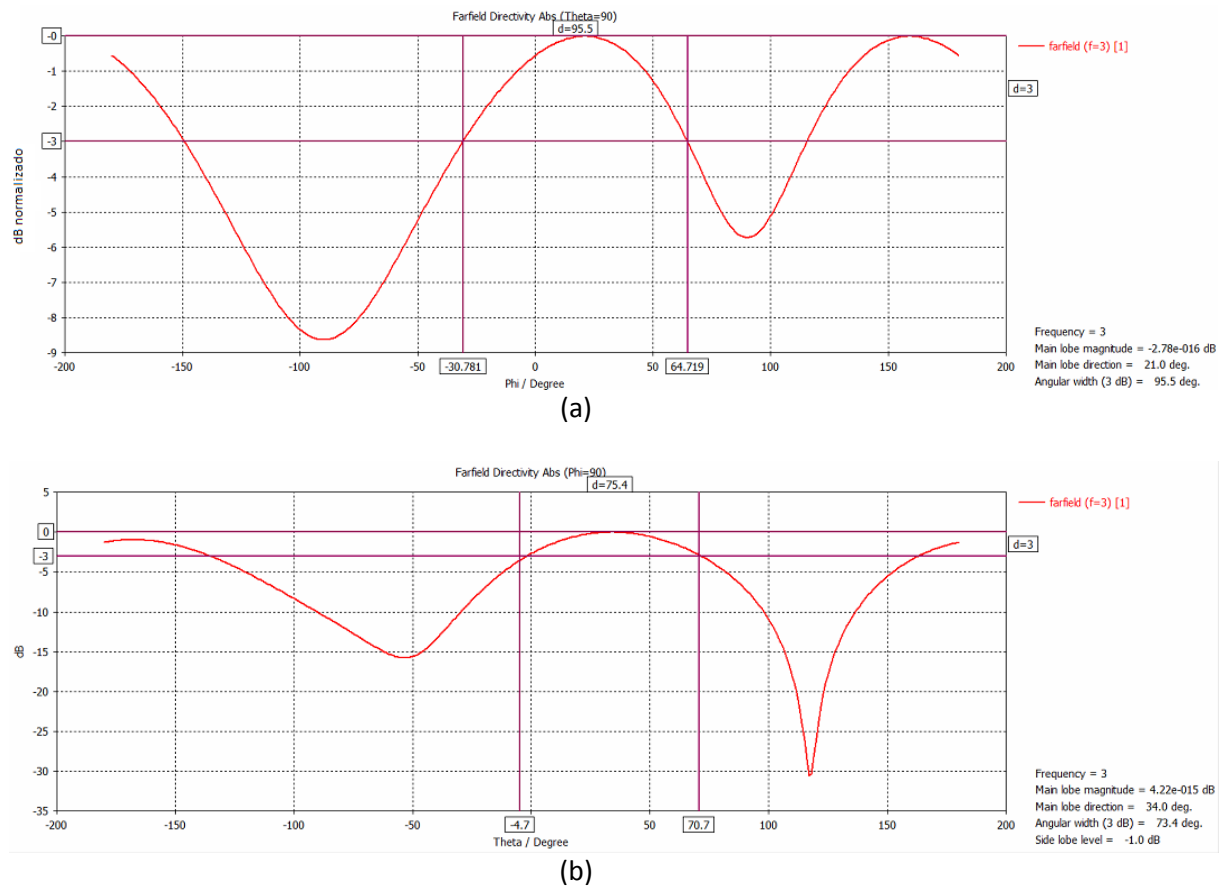 Farfield Directivity Abs (Theta=90)
d=95.5
-0
-1
-2
-3
-4
-5
-6
-7
-8
-9
dB normalizado
-200
-150
-100
-50
0
50
100
150
200
-30.781
64.719
Phi / Degree
farfield (f=3) [1]
d=3
Frequency = 3
Main lobe magnitude = -2.78e-016 dB
Main lobe direction = 21.0 deg.
Angular width (3 dB) = 95.5 deg.
(a)
Farfield Directivity Abs (Phi=90)
d=75.4
5
0
-3
-5
-10
-15
-20
-25
-30
-35
dB
-200
-150
-100
-50
-4.7
50
70.7
100
150
200
Theta / Degree
farfield (f=3) [1]
d=3
Frequency = 3
Main lobe magnitude = 4.22e-015 dB
Main lobe direction = 34.0 deg.
Angular width (3 dB) = 73.4 deg.
Side lobe level = -1.0 dB
(b)